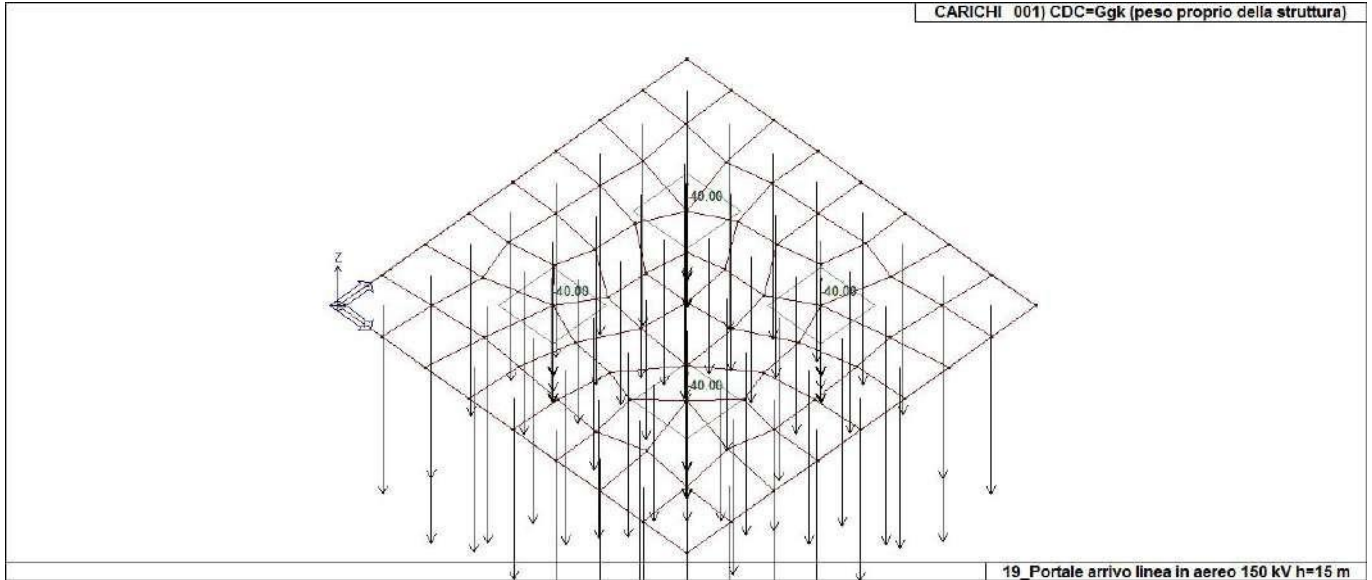 CARICHI 001) CDC=Ggk (peso proprio della struttura)
-40.00
Z
-40.00
-40.00
-40.00
19_Portale arrivo linea in aereo 150 kV h=15 m